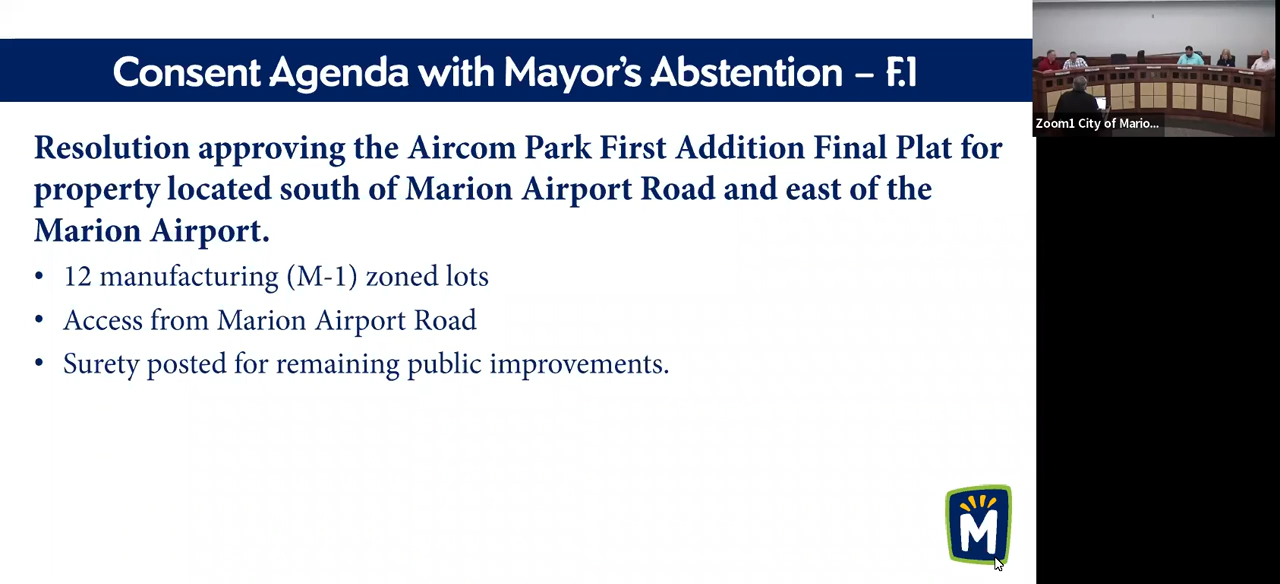 Consent Agenda with Mayor's Abstention – F.1
Zoom1 City of Mario...
Resolution approving the Aircom Park First Addition Final Plat for
property located south of Marion Airport Road and east of the
Marion Airport.
• 12 manufacturing (M-1) zoned lots
• Access from Marion Airport Road
• Surety posted for remaining public improvements.
M